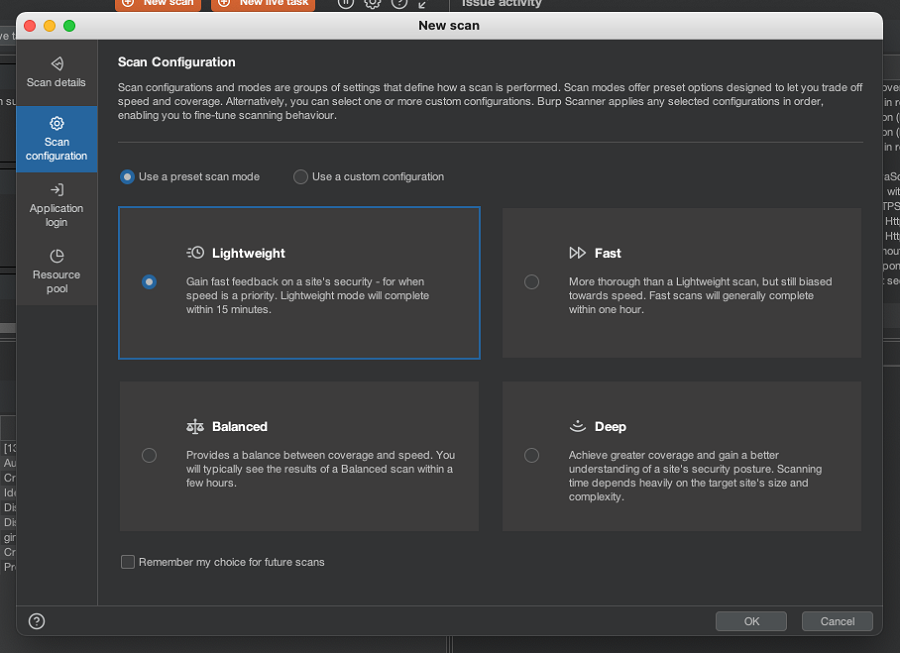 New scan
New live task
Issue activity
New scan
Scan details
Scan
configuration
Application
login
Resource
pool
Scan Configuration
Scan configurations and modes are groups of settings that define how a scan is performed. Scan modes offer preset options designed to let you trade off
speed and coverage. Alternatively, you can select one or more custom configurations. Burp Scanner applies any selected configurations in order,
enabling you to fine-tune scanning behaviour.
Use a preset scan mode
Use a custom configuration
Lightweight
Gain fast feedback on a site's security - for when
speed is a priority. Lightweight mode will complete
within 15 minutes.
Fast
More thorough than a Lightweight scan, but still biased
towards speed. Fast scans will generally complete
within one hour.
Balanced
Provides a balance between coverage and speed. You
will typically see the results of a Balanced scan within a
few hours.
Deep
Achieve greater coverage and gain a better
understanding of a site's security posture. Scanning
time depends heavily on the target site's size and
complexity.
Remember my choice for future scans
OK
Cancel